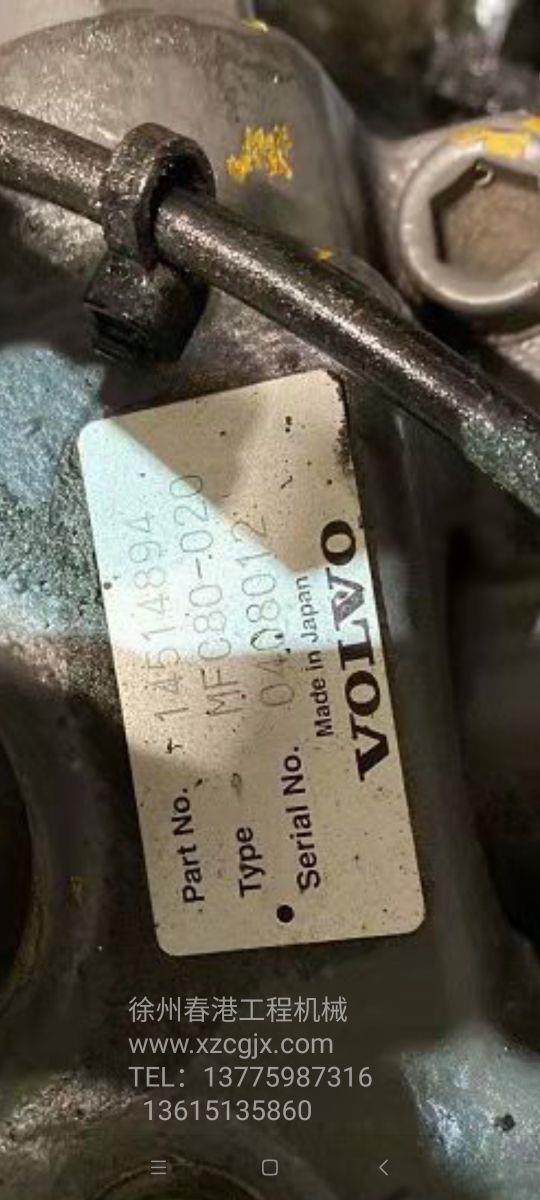 Part No. 14514894
Type MFC80-020
Serial No. 0408012
Made in Japan
VOLVO
徐州春港工程机械
www.xzcgjx.com
TEL：13775987316
13615135860